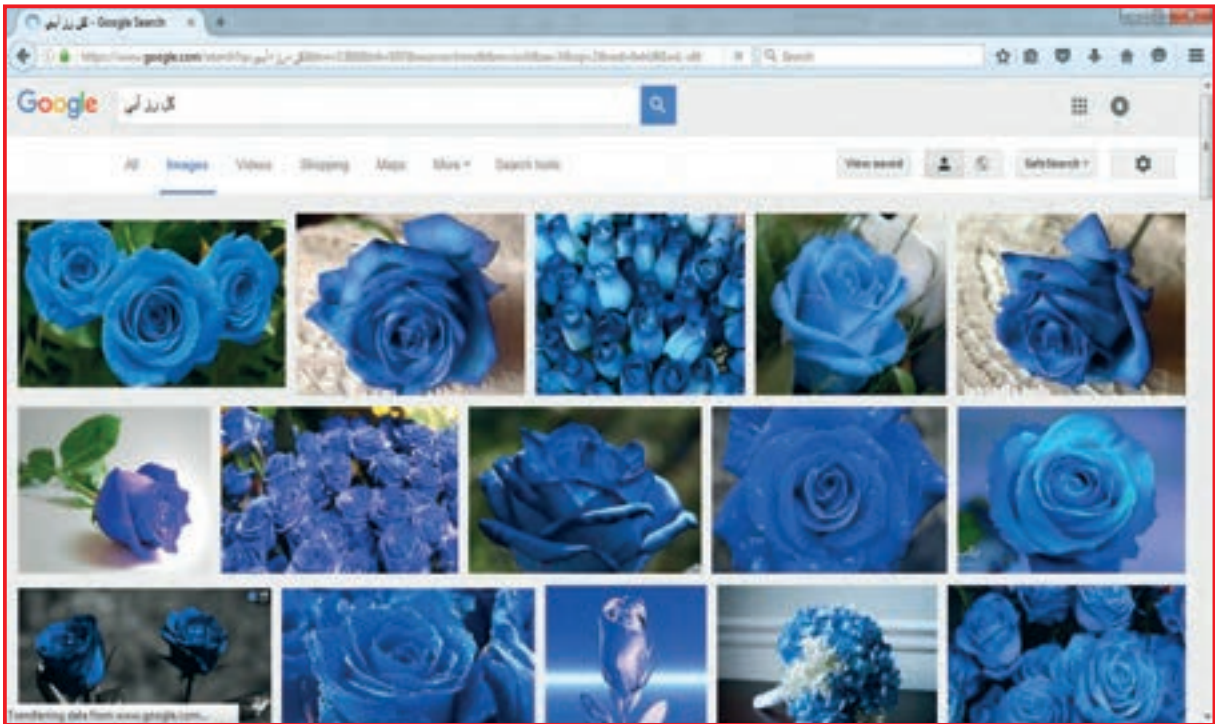 گل رز آبی - Google Search
Search
Google گل رز آبی
All Images Videos Shopping Maps More Search tools View saved SafeSearch
Transferring data from www.google.com...